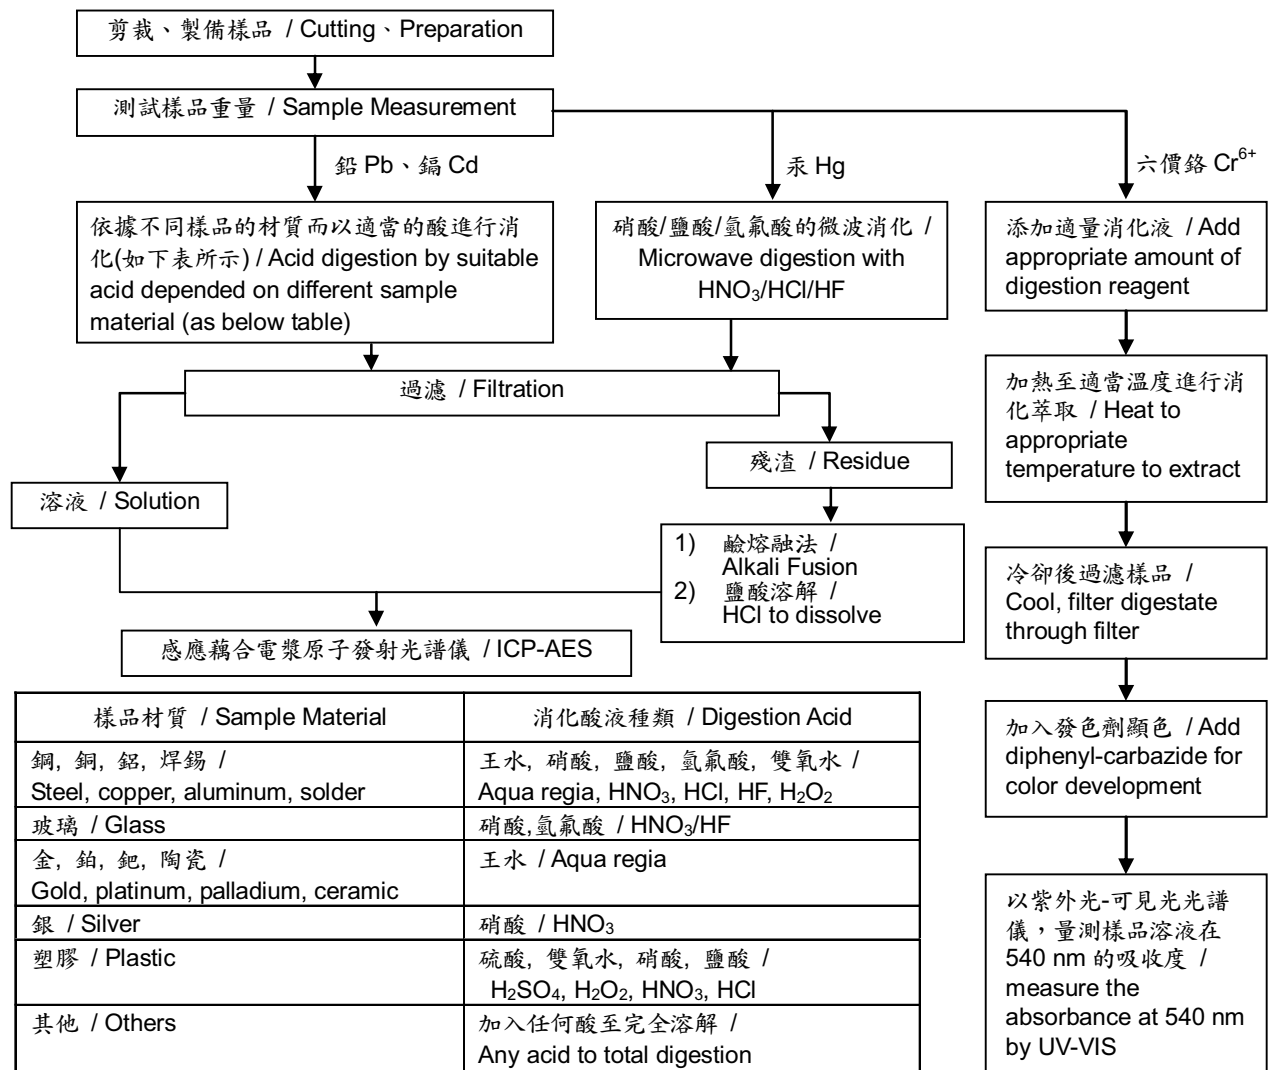 剪裁、製備樣品 / Cutting、Preparation
測試樣品重量 / Sample Measurement
鉛 Pb、鎘 Cd
汞 Hg
六價鉻 Cr⁶⁺
依據不同樣品的材質而以適當的酸進行消
化(如下表所示) / Acid digestion by suitable
acid depended on different sample
material (as below table)
硝酸/鹽酸/氫氟酸的微波消化 /
Microwave digestion with
HNO₃/HCl/HF
添加適量消化液 / Add
appropriate amount of
digestion reagent
過濾 / Filtration
加熱至適當溫度進行消
化萃取 / Heat to
appropriate
temperature to extract
殘渣 / Residue
溶液 / Solution
1) 鹼熔融法 /
Alkali Fusion
2) 鹽酸溶解 /
HCl to dissolve
冷卻後過濾樣品 /
Cool, filter digestate
through filter
感應藕合電漿原子發射光譜儀 / ICP-AES
加入發色劑顯色 / Add
diphenyl-carbazide for
color development
以紫外光-可見光光譜
儀，量測樣品溶液在
540 nm 的吸收度 /
measure the
absorbance at 540 nm
by UV-VIS
樣品材質 / Sample Material
消化酸液種類 / Digestion Acid
鋼, 銅, 鋁, 焊錫 /
Steel, copper, aluminum, solder
王水, 硝酸, 鹽酸, 氫氟酸, 雙氧水 /
Aqua regia, HNO₃, HCl, HF, H₂O₂
玻璃 / Glass
硝酸,氫氟酸 / HNO₃/HF
金, 鉑, 鈀, 陶瓷 /
Gold, platinum, palladium, ceramic
王水 / Aqua regia
銀 / Silver
硝酸 / HNO₃
塑膠 / Plastic
硫酸, 雙氧水, 硝酸, 鹽酸 /
H₂SO₄, H₂O₂, HNO₃, HCl
其他 / Others
加入任何酸至完全溶解 /
Any acid to total digestion